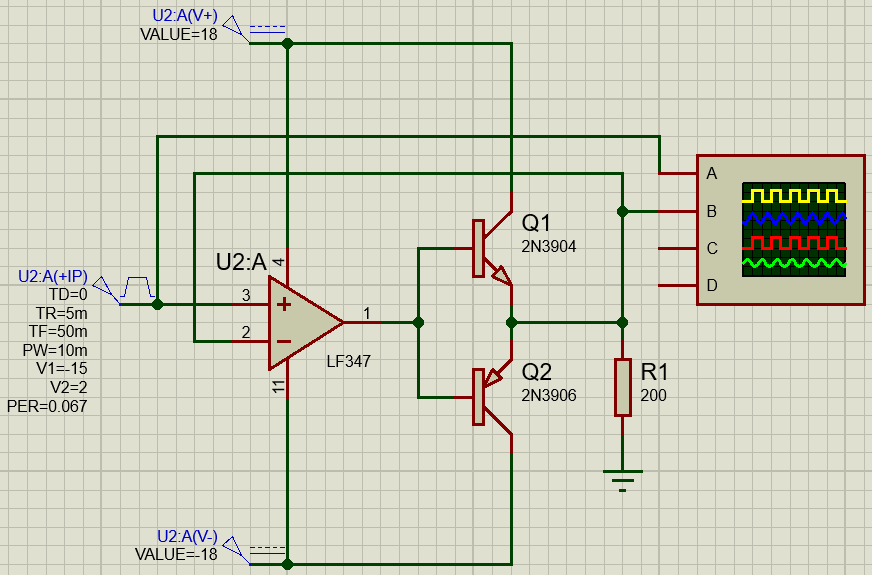 U2:A(V+)
VALUE=18
A
B
C
D
Q1
2N3904
U2:A
4
3
2
1
11
LF347
U2:A(+IP)
TD=0
TR=5m
TF=50m
PW=10m
V1=-15
V2=2
PER=0.067
Q2
2N3906
R1
200
U2:A(V-)
VALUE=-18